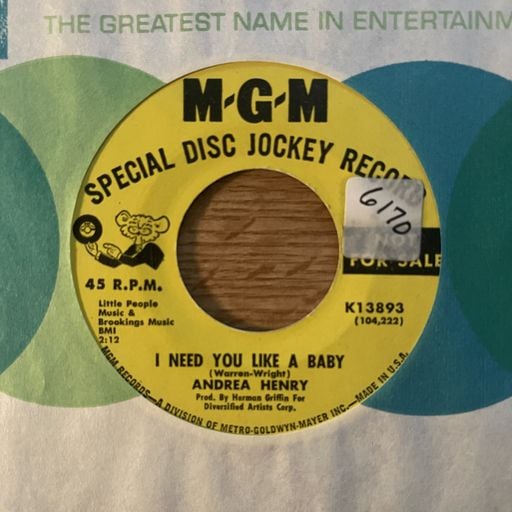 THE GREATEST NAME IN ENTERTAINM
M-G-M
SPECIAL DISC JOCKEY RECORD
6170
NOT
FOR SALE
45 R.P.M.
Little People
Music &
Brookings Music
BMI
2:12
K13893
(104,222)
I NEED YOU LIKE A BABY
(Warren-Wright)
ANDREA HENRY
Prod. By Herman Griffin For
Diversified Artists Corp.
MGM RECORDS—A DIVISION OF METRO-GOLDWYN-MAYER INC.—MADE IN U.S.A.